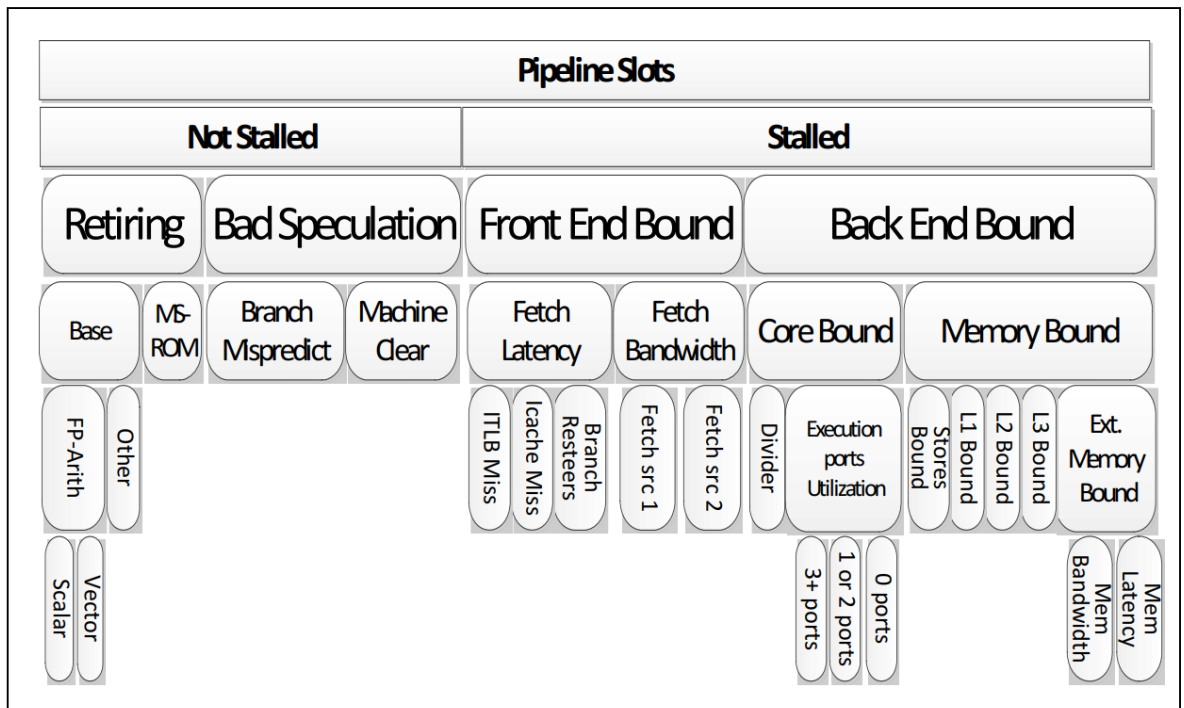 Pipeline Slots
Not Stalled
Stalled
Retiring
Bad Speculation
Front End Bound
Back End Bound
Base
MS-
ROM
Branch
Mispredict
Machine
Clear
Fetch
Latency
Fetch
Bandwidth
Core Bound
Memory Bound
FP-Arith
Other
ITLB Miss
Icache Miss
Branch
Resteers
Fetch src 1
Fetch src 2
Divider
Execution
ports
Utilization
Stores
Bound
L1 Bound
L2 Bound
L3 Bound
Ext.
Memory
Bound
Scalar
Vector
3+ ports
1 or 2 ports
0 ports
Mem
Bandwidth
Mem
Latency